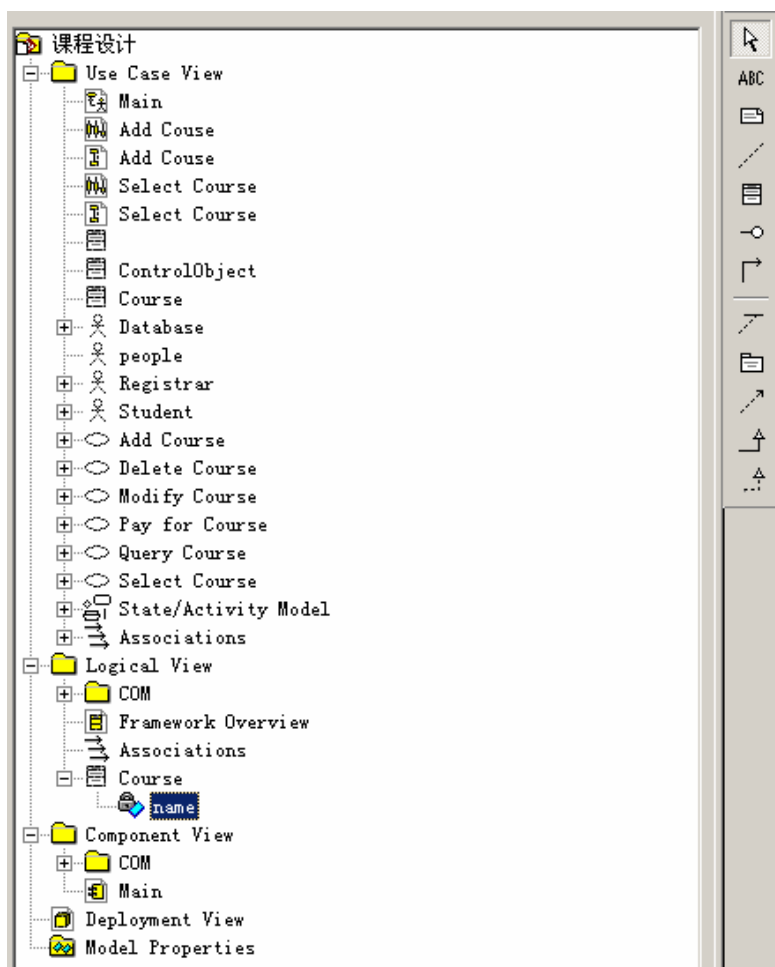 课程设计
Use Case View
Main
Add Couse
Add Couse
Select Course
Select Course
ControlObject
Course
Database
people
Registrar
Student
Add Course
Delete Course
Modify Course
Pay for Course
Query Course
Select Course
State/Activity Model
Associations
Logical View
COM
Framework Overview
Associations
Course
name
Component View
COM
Main
Deployment View
Model Properties
ABC